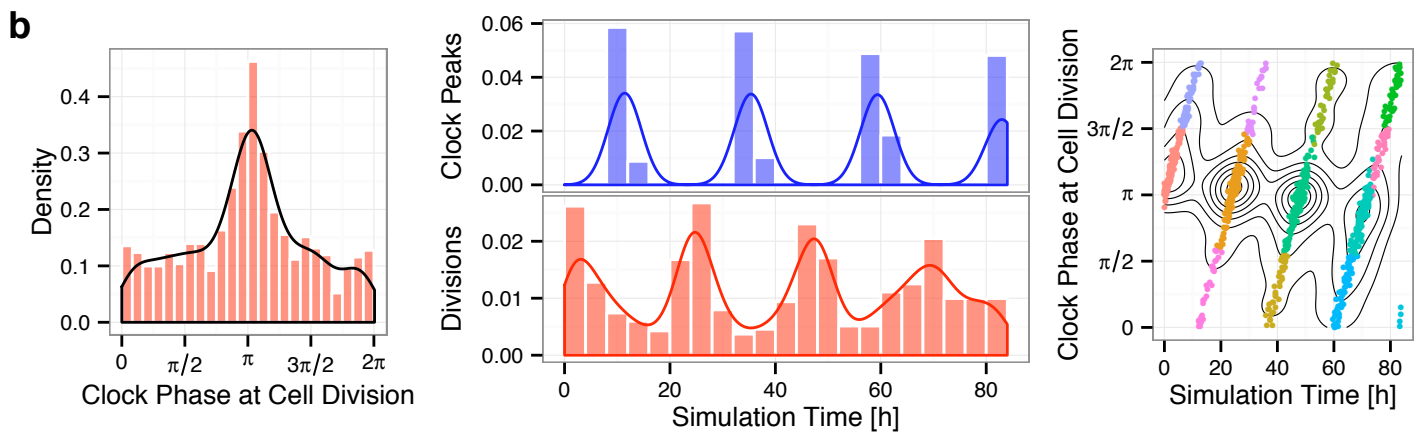 b
Density
0.4
0.3
0.2
0.1
0.0
0
π/2
π
3π/2
2π
Clock Phase at Cell Division
Clock Peaks
0.06
0.04
0.02
0.00
Divisions
0.02
0.01
0.00
0
20
40
60
80
Simulation Time [h]
Clock Phase at Cell Division
2π
3π/2
π
π/2
0
0
20
40
60
80
Simulation Time [h]